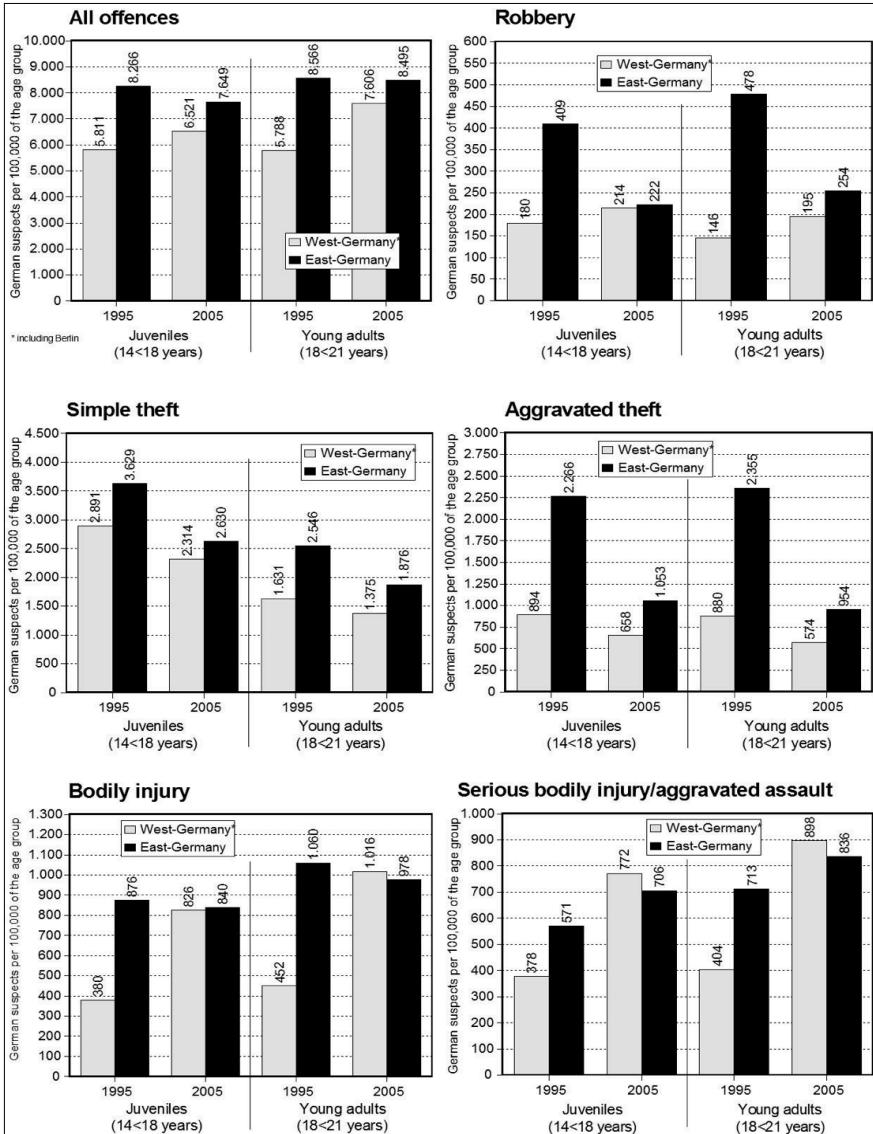 All offences
German suspects per 100,000 of the age group
10.000
9.000
8.000
7.000
6.000
5.000
4.000
3.000
2.000
1.000
0
5.811
8.266
6.521
7.649
5.788
8.566
7.606
8.495
West-Germany*
East-Germany
1995
2005
1995
2005
* including Berlin
Juveniles
(14<18 years)
Young adults
(18<21 years)
Robbery
German suspects per 100,000 of the age group
600
550
500
450
400
350
300
250
200
150
100
50
0
West-Germany*
East-Germany
180
409
214
222
146
478
195
254
1995
2005
1995
2005
Juveniles
(14<18 years)
Young adults
(18<21 years)
Simple theft
German suspects per 100,000 of the age group
4.500
4.000
3.500
3.000
2.500
2.000
1.500
1.000
500
0
West-Germany*
East-Germany
2.891
3.629
2.314
2.630
1.631
2.546
1.375
1.876
1995
2005
1995
2005
Juveniles
(14<18 years)
Young adults
(18<21 years)
Aggravated theft
German suspects per 100,000 of the age group
3.000
2.750
2.500
2.250
2.000
1.750
1.500
1.250
1.000
750
500
250
0
West-Germany*
East-Germany
894
2.266
658
1.053
880
2.355
574
954
1995
2005
1995
2005
Juveniles
(14<18 years)
Young adults
(18<21 years)
Bodily injury
German suspects per 100,000 of the age group
1.300
1.200
1.100
1.000
900
800
700
600
500
400
300
200
100
0
West-Germany*
East-Germany
380
876
826
840
452
1.060
1.016
978
1995
2005
1995
2005
Juveniles
(14<18 years)
Young adults
(18<21 years)
Serious bodily injury/aggravated assault
German suspects per 100,000 of the age group
1.000
900
800
700
600
500
400
300
200
100
0
West-Germany*
East-Germany
378
571
772
706
404
713
898
836
1995
2005
1995
2005
Juveniles
(14<18 years)
Young adults
(18<21 years)